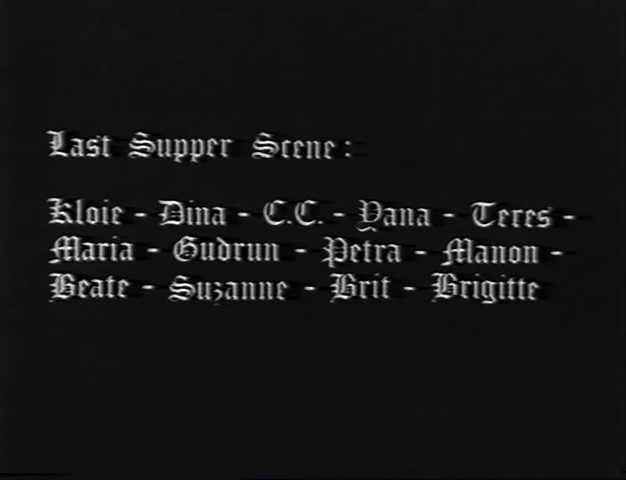 Last Supper Scene :
Kloie - Dina - C.C. - Yana - Teres -
Maria - Gudrun - Petra - Manon -
Beate - Suzanne - Brit - Brigitte